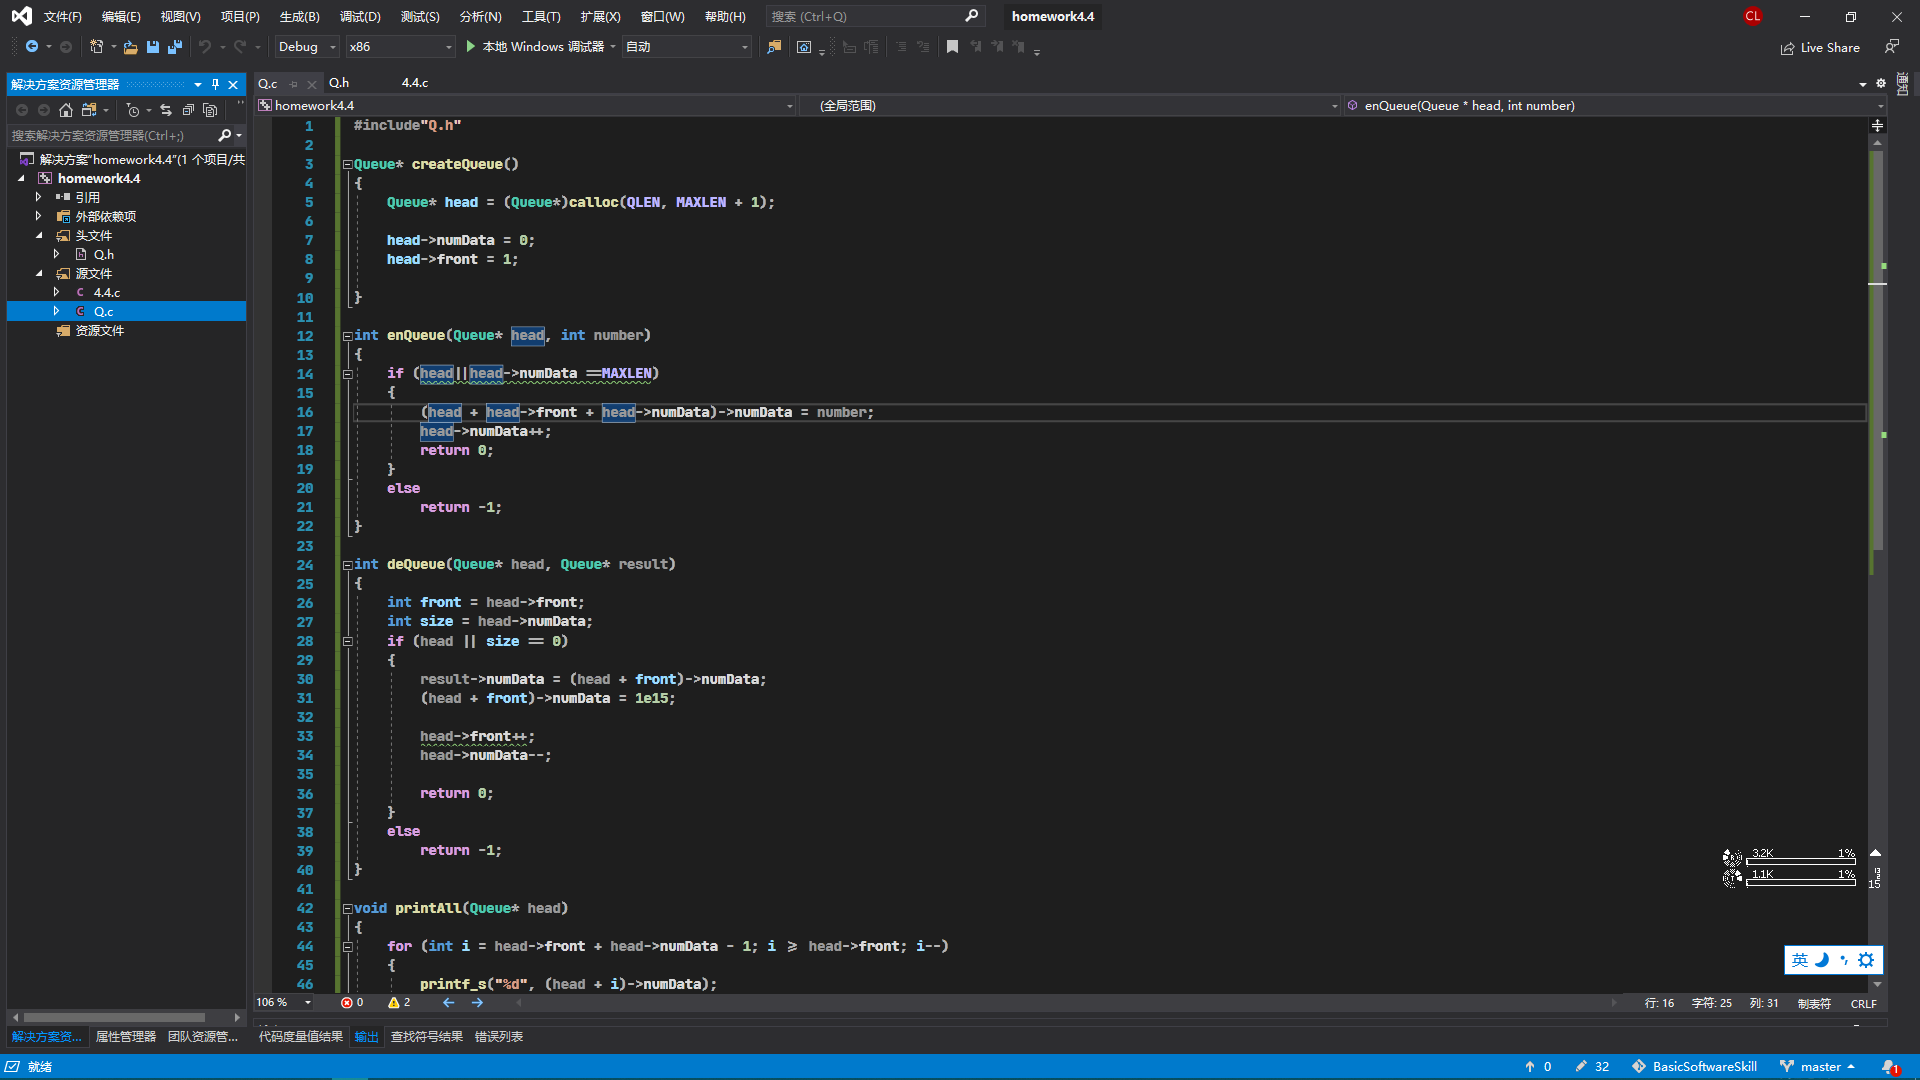 文件(F) 编辑(E) 视图(V) 项目(P) 生成(B) 调试(D) 测试(S) 分析(N) 工具(T) 扩展(X) 窗口(W) 帮助(H) 搜索 (Ctrl+Q) homework4.4 CL
Debug x86 本地 Windows 调试器 自动 Live Share
解决方案资源管理器
搜索解决方案资源管理器(Ctrl+;)
解决方案"homework4.4"(1 个项目/共
homework4.4
引用
外部依赖项
头文件
Q.h
源文件
4.4.c
Q.c
资源文件
Q.c Q.h 4.4.c
homework4.4 (全局范围) enQueue(Queue * head, int number)
1 #include"Q.h"
2
3 Queue* createQueue()
4 {
5 Queue* head = (Queue*)calloc(QLEN, MAXLEN + 1);
6
7 head->numData = 0;
8 head->front = 1;
9
10 }
11
12 int enQueue(Queue* head, int number)
13 {
14 if (head||head->numData ==MAXLEN)
15 {
16 (head + head->front + head->numData)->numData = number;
17 head->numData++;
18 return 0;
19 }
20 else
21 return -1;
22 }
23
24 int deQueue(Queue* head, Queue* result)
25 {
26 int front = head->front;
27 int size = head->numData;
28 if (head || size == 0)
29 {
30 result->numData = (head + front)->numData;
31 (head + front)->numData = 1e15;
32
33 head->front++;
34 head->numData--;
35
36 return 0;
37 }
38 else
39 return -1;
40 }
41
42 void printAll(Queue* head)
43 {
44 for (int i = head->front + head->numData - 1; i >= head->front; i--)
45 {
46 printf_s("%d", (head + i)->numData);
3.2K 1%
1.1K 1%
15
英
106 % 0 2 行: 16 字符: 25 列: 31 制表符 CRLF
解决方案资... 属性管理器 团队资源管... 代码度量值结果 输出 查找符号结果 错误列表
就绪 0 32 BasicSoftwareSkill master 1